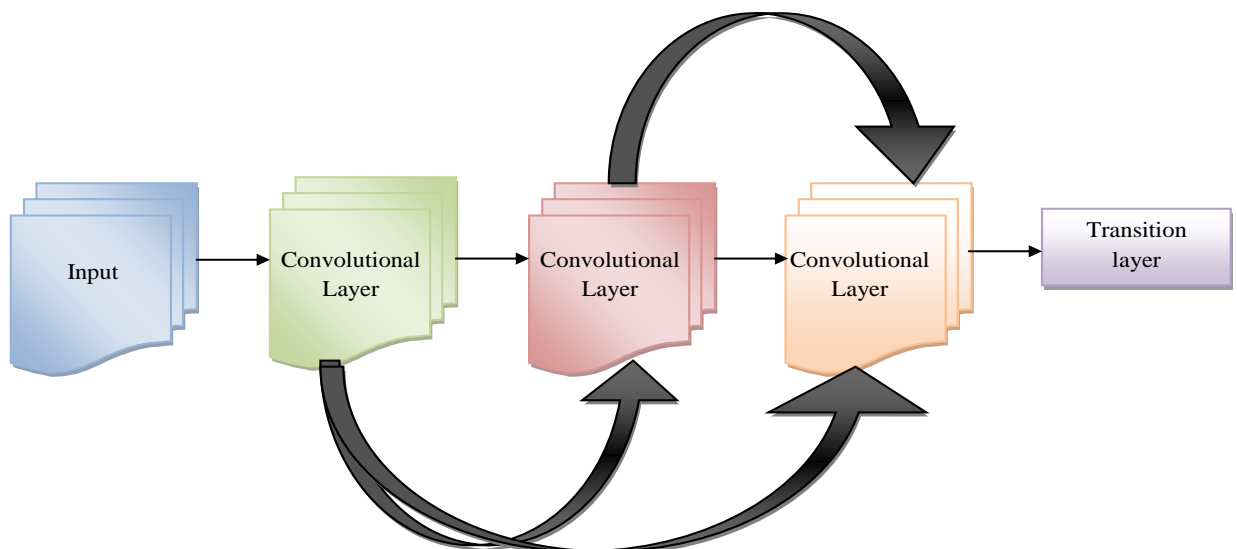 Input
Convolutional
Layer
Convolutional
Layer
Convolutional
Layer
Transition
layer